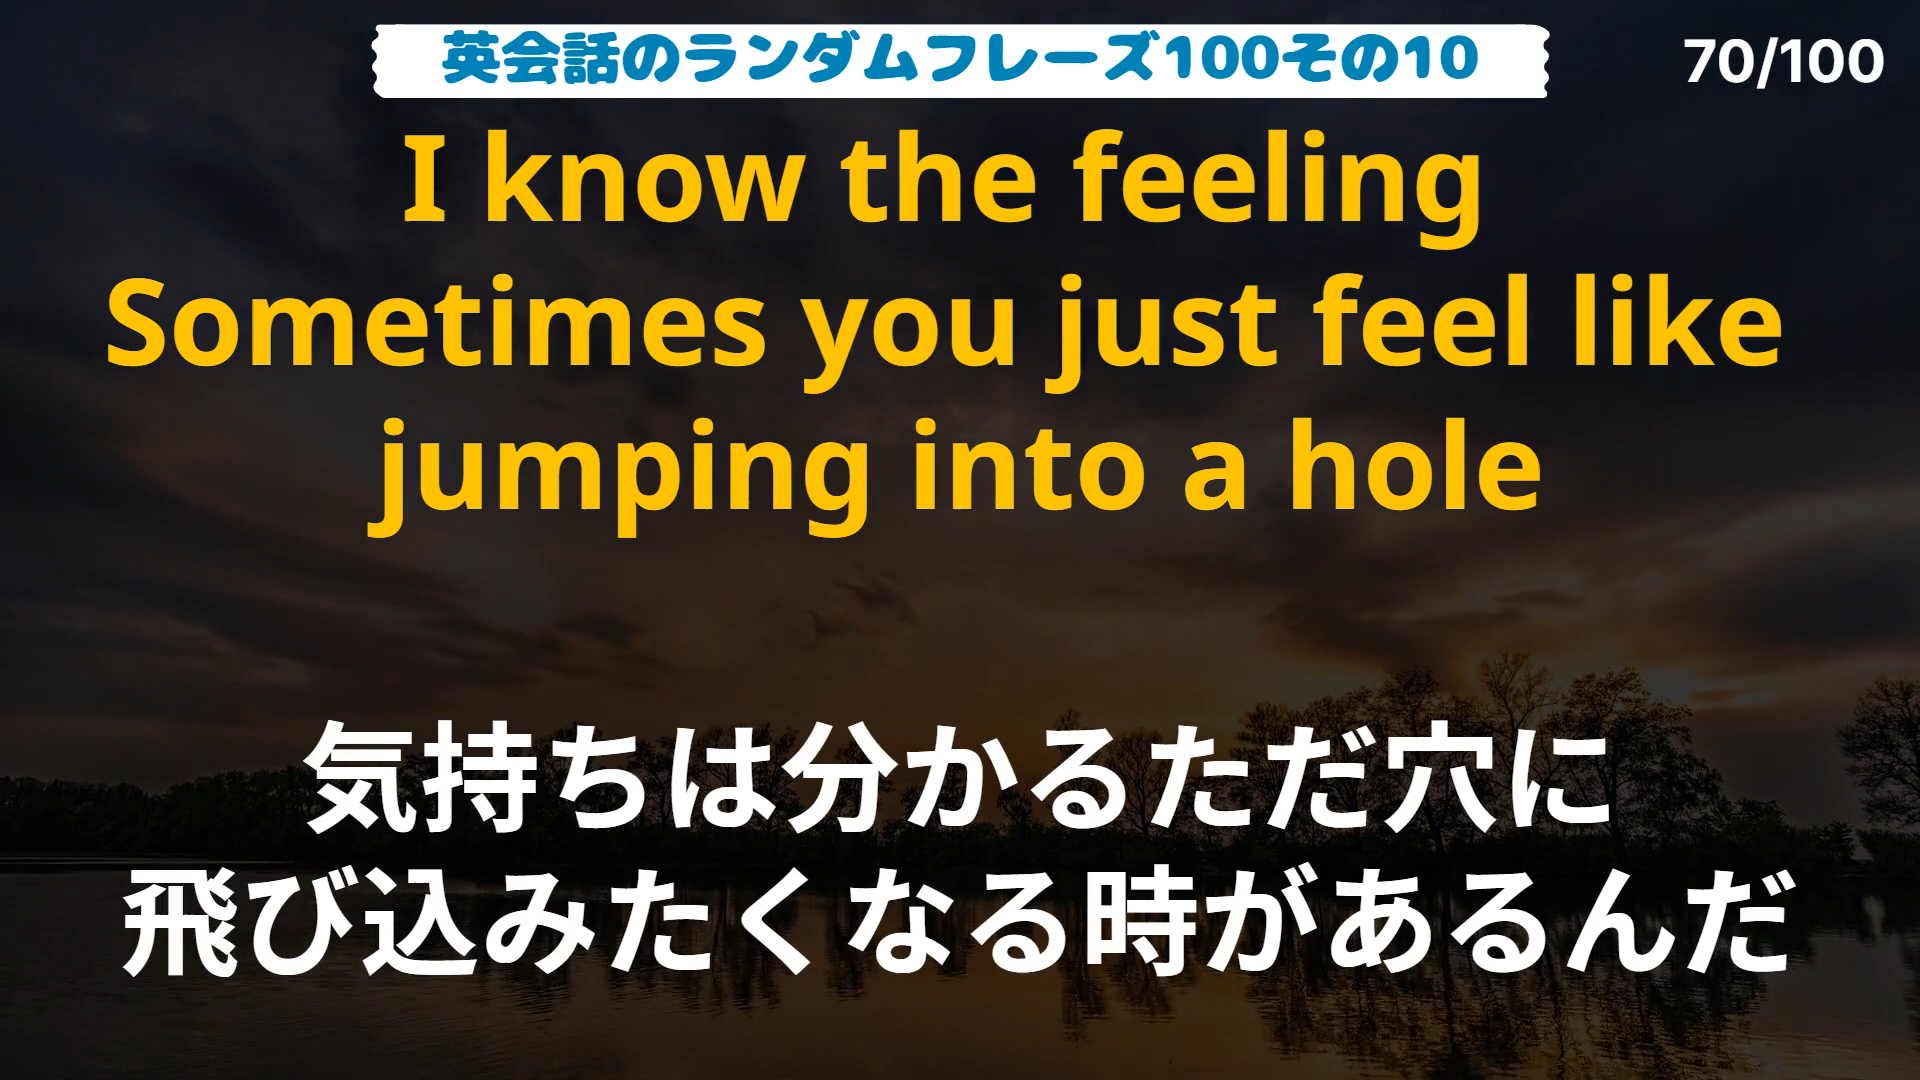 英会話のランダムフレーズ100その10
70/100
I know the feeling
Sometimes you just feel like
jumping into a hole
気持ちは分かるただ穴に
飛び込みたくなる時があるんだ